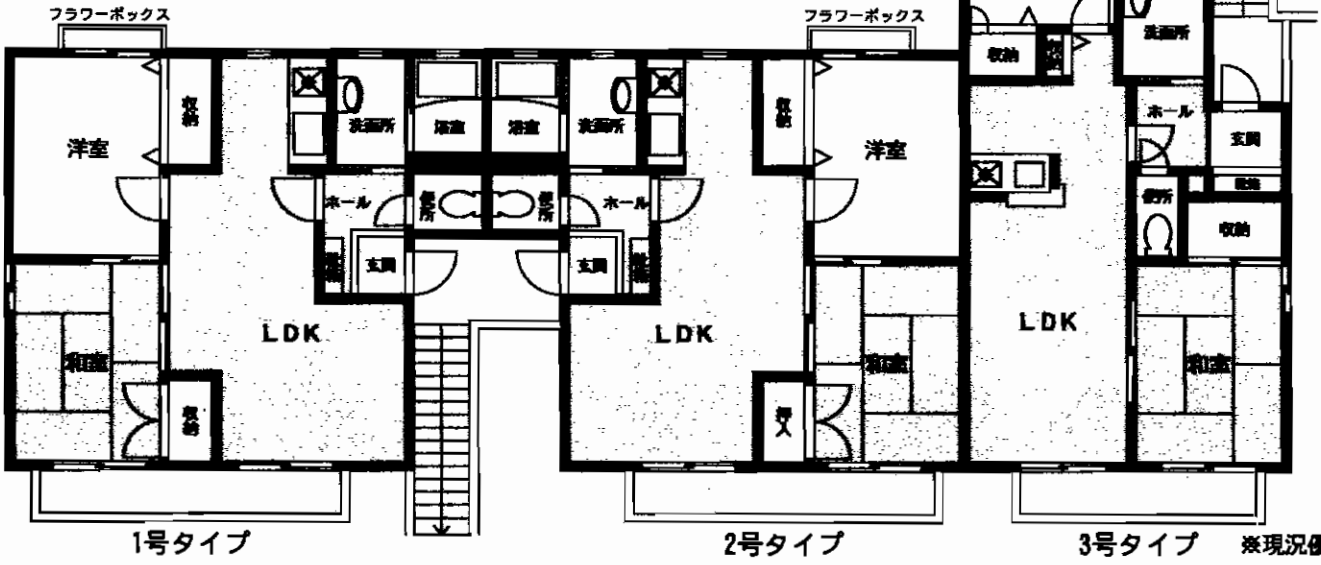 フラワーボックス
フラワーボックス
洋室
収納
洗面所
浴室
浴室
洗面所
収納
洋室
収納
洗面所
ホール
玄関
ホール
便所
便所
ホール
便所
収納
玄関
玄関
和室
LDK
収納
LDK
押入
和室
LDK
和室
1号タイプ
2号タイプ
3号タイプ
※現況優